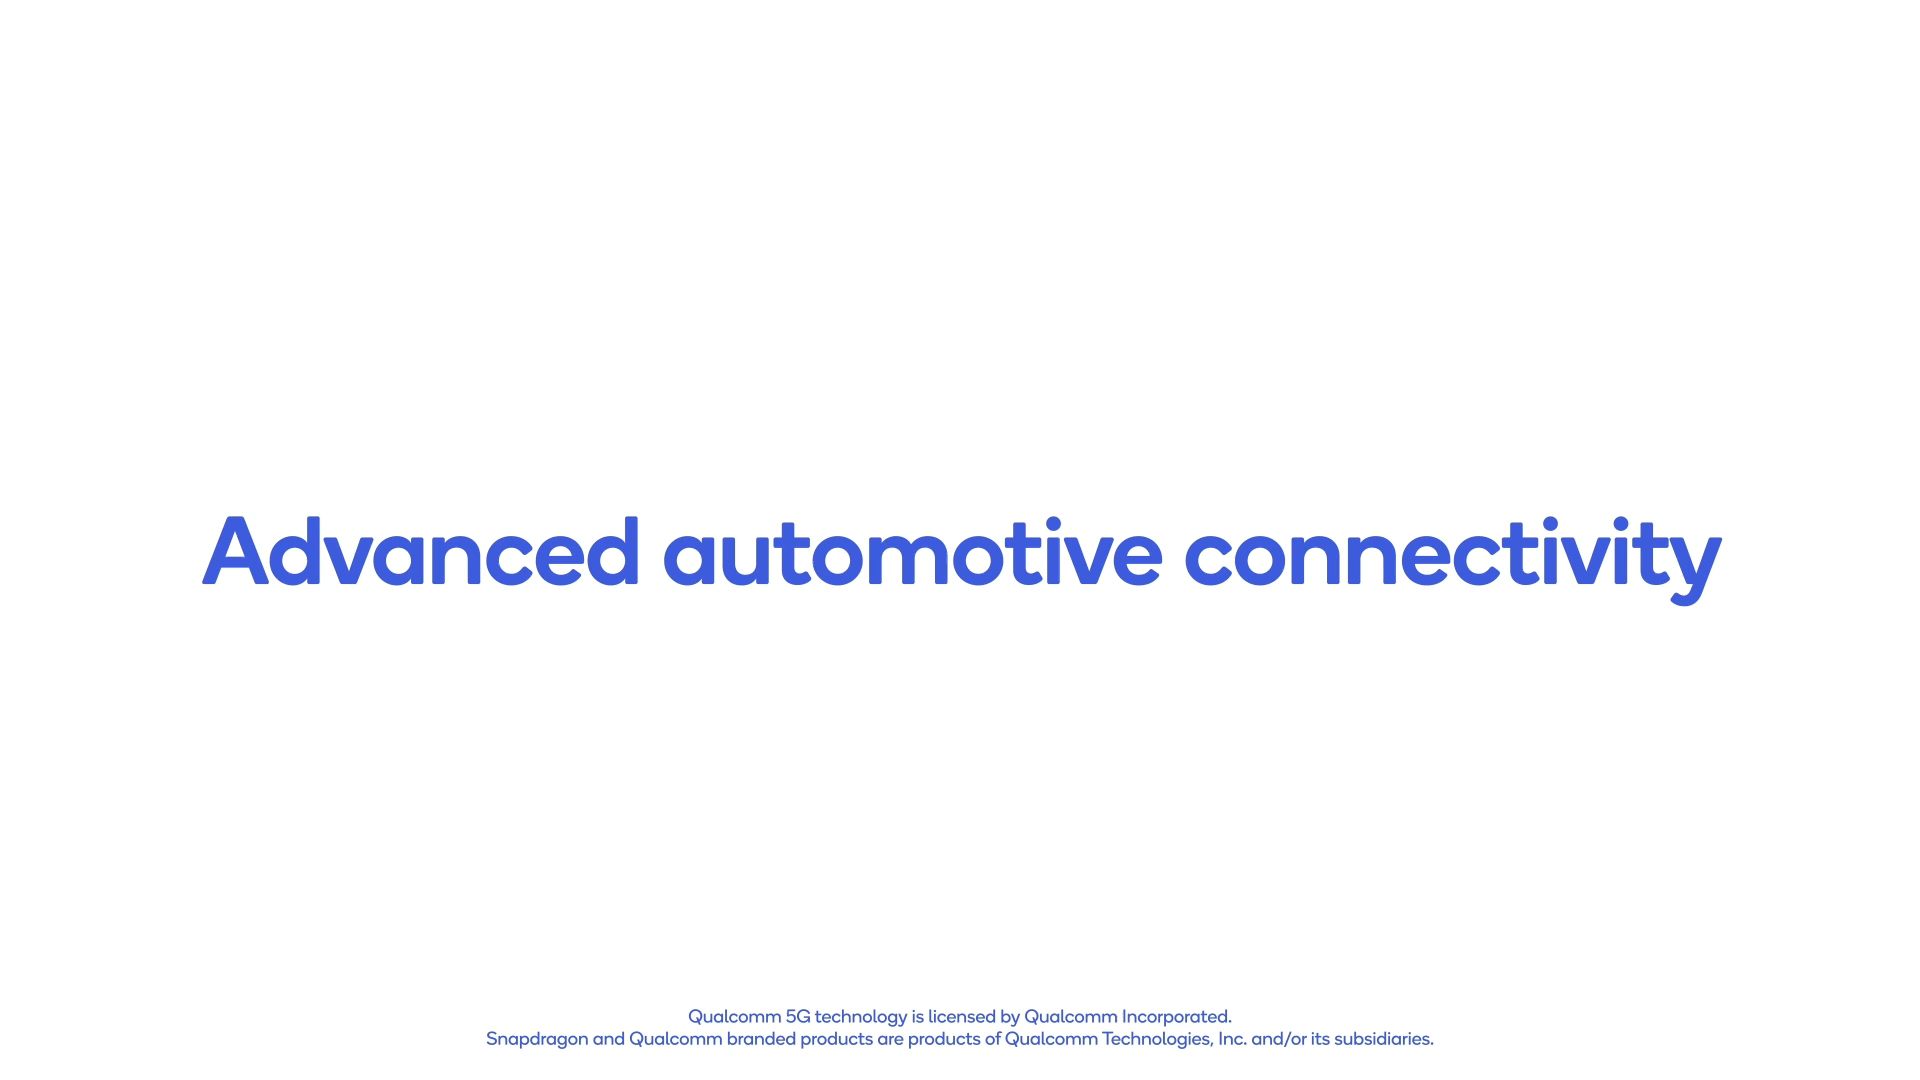 Advanced automotive connectivity
Qualcomm 5G technology is licensed by Qualcomm Incorporated.
Snapdragon and Qualcomm branded products are products of Qualcomm Technologies, Inc. and/or its subsidiaries.